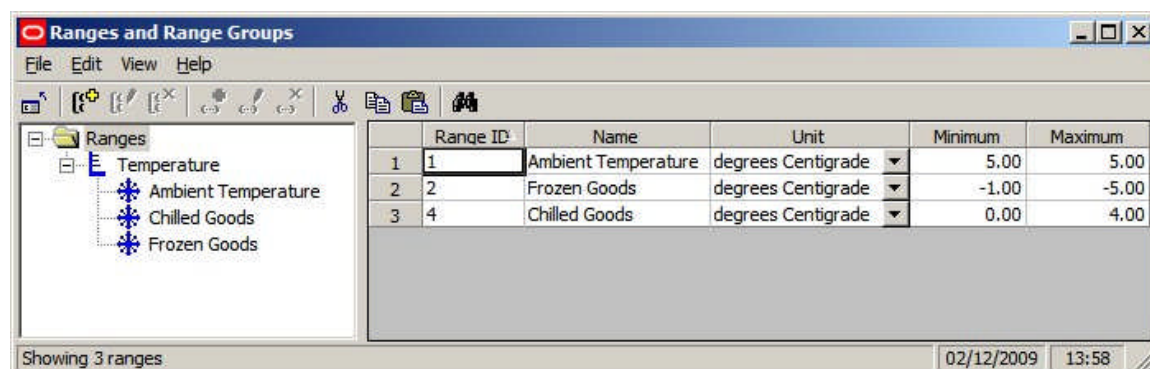 Ranges and Range Groups
File Edit View Help
Ranges
Temperature
Ambient Temperature
Chilled Goods
Frozen Goods
Range ID Name Unit Minimum Maximum
1 1 Ambient Temperature degrees Centigrade 5.00 5.00
2 2 Frozen Goods degrees Centigrade -1.00 -5.00
3 4 Chilled Goods degrees Centigrade 0.00 4.00
Showing 3 ranges 02/12/2009 13:58